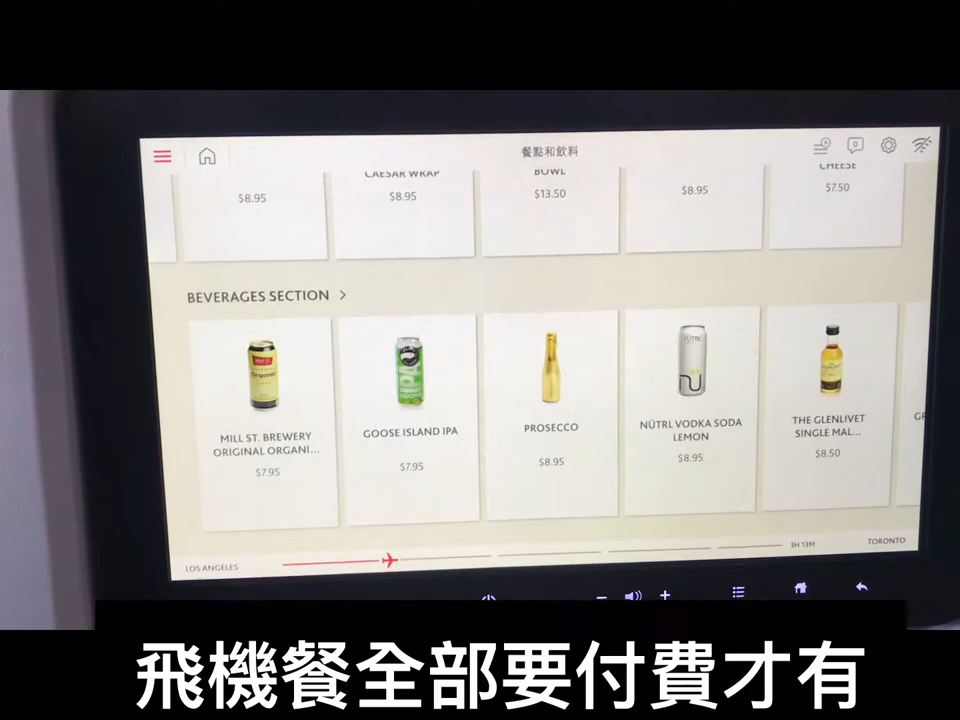 餐點和飲料
0
CAESAR WRAP
BOWL
CHEESE
$8.95
$8.95
$13.50
$8.95
$7.50
BEVERAGES SECTION >
NÜTRL
MILL ST. BREWERY
ORIGINAL ORGANI...
$7.95
GOOSE ISLAND IPA
$7.95
PROSECCO
$8.95
NÜTRL VODKA SODA
LEMON
$8.95
THE GLENLIVET
SINGLE MAL...
$8.50
LOS ANGELES
3H 13M
TORONTO
飛機餐全部要付費才有